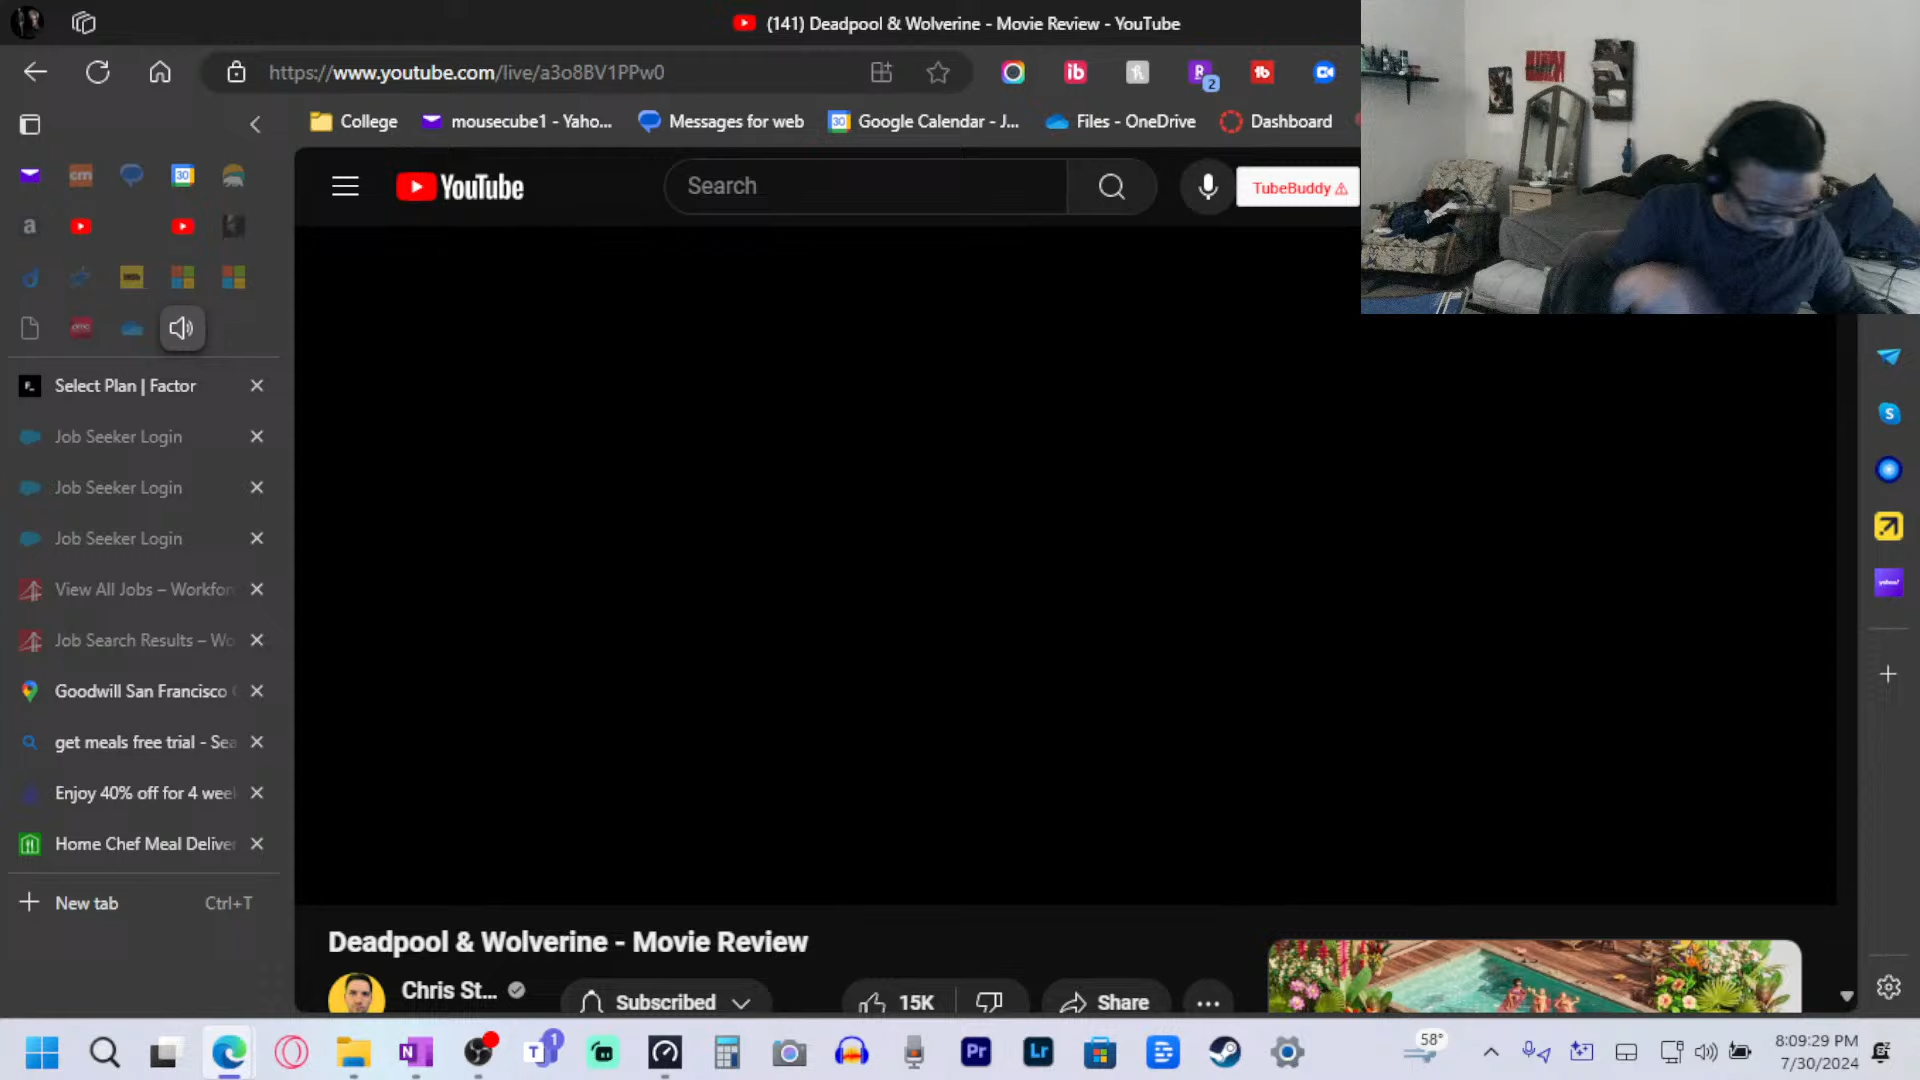 (141) Deadpool & Wolverine - Movie Review - YouTube
https://www.youtube.com/live/a3o8BV1PPw0
2
College
mousecube1 - Yaho...
Messages for web
30
Google Calendar - J...
Files - OneDrive
Dashboard
YouTube
Search
TubeBuddy
Select Plan | Factor
Job Seeker Login
Job Seeker Login
Job Seeker Login
View All Jobs – Workfor
Job Search Results – Wo
Goodwill San Francisco
get meals free trial - Sea
Enjoy 40% off for 4 wee
Home Chef Meal Delive
New tab
Ctrl+T
Deadpool & Wolverine - Movie Review
Chris St...
Subscribed
15K
Share
58°
8:09:29 PM
7/30/2024